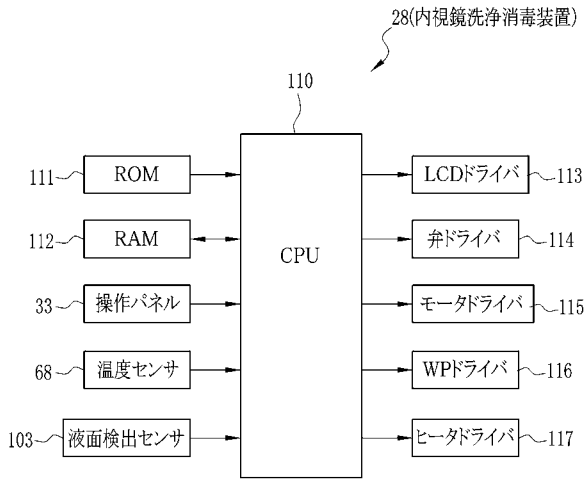 28(内視鏡洗浄消毒装置)
110
111
ROM
LCDドライバ
113
112
RAM
CPU
弁ドライバ
114
33
操作パネル
モータドライバ
115
68
温度センサ
WPドライバ
116
103
液面検出センサ
ヒータドライバ
117